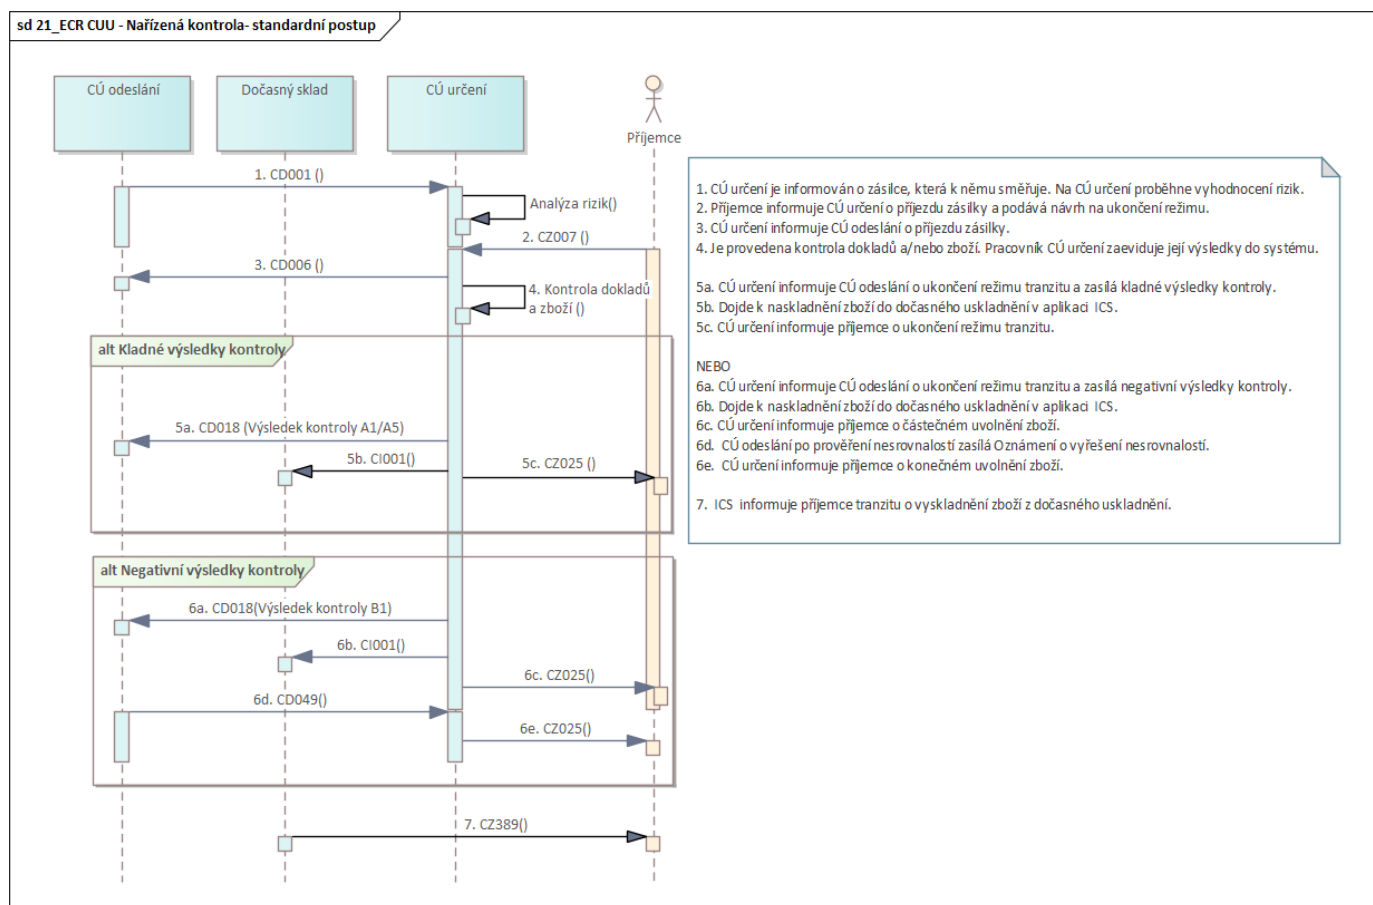 sd 21_ECR CUU - Nařízená kontrola- standardní postup
CÚ odeslání
Dočasný sklad
CÚ určení
Příjemce
1. CD001 ()
Analýza rizik()
2. CZ007 ()
3. CD006 ()
4. Kontrola dokladů
a zboží ()
alt Kladné výsledky kontroly
5a. CD018 (Výsledek kontroly A1/A5)
5b. CI001()
5c. CZ025 ()
alt Negativní výsledky kontroly
6a. CD018(Výsledek kontroly B1)
6b. CI001()
6c. CZ025()
6d. CD049()
6e. CZ025()
7. CZ389()
1. CÚ určení je informován o zásilce, která k němu směřuje. Na CÚ určení proběhne vyhodnocení rizik.
2. Příjemce informuje CÚ určení o příjezdu zásilky a podává návrh na ukončení režimu.
3. CÚ určení informuje CÚ odeslání o příjezdu zásilky.
4. Je provedena kontrola dokladů a/nebo zboží. Pracovník CÚ určení zaeviduje její výsledky do systému.
5a. CÚ určení informuje CÚ odeslání o ukončení režimu tranzitu a zasílá kladné výsledky kontroly.
5b. Dojde k naskladnění zboží do dočasného uskladnění v aplikaci ICS.
5c. CÚ určení informuje příjemce o ukončení režimu tranzitu.
NEBO
6a. CÚ určení informuje CÚ odeslání o ukončení režimu tranzitu a zasílá negativní výsledky kontroly.
6b. Dojde k naskladnění zboží do dočasného uskladnění v aplikaci ICS.
6c. CÚ určení informuje příjemce o částečném uvolnění zboží.
6d. CÚ odeslání po prověření nesrovnalostí zasílá Oznámení o vyřešení nesrovnalostí.
6e. CÚ určení informuje příjemce o konečném uvolnění zboží.
7. ICS informuje příjemce tranzitu o vyskladnění zboží z dočasného uskladnění.